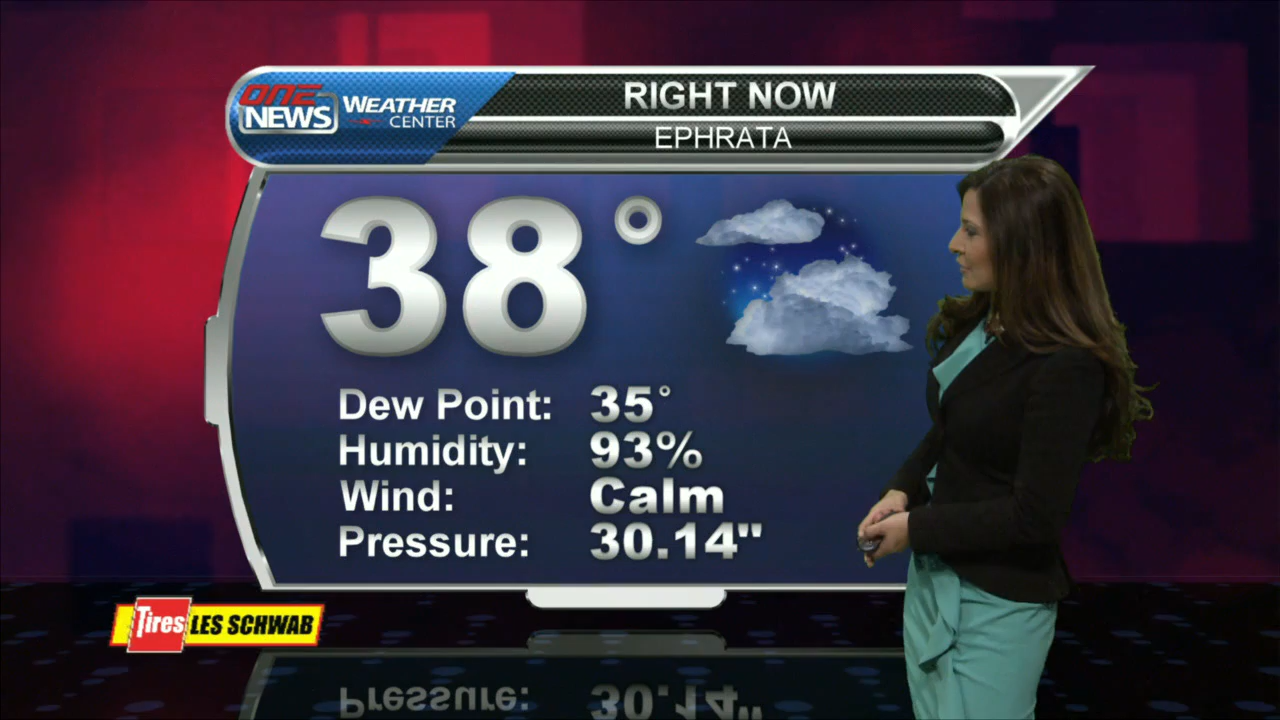 ONE NEWS WEATHER CENTER
RIGHT NOW
EPHRATA
38°
Dew Point: 35°
Humidity: 93%
Wind: Calm
Pressure: 30.14"
Tires LES SCHWAB
Pressure: 30.14"